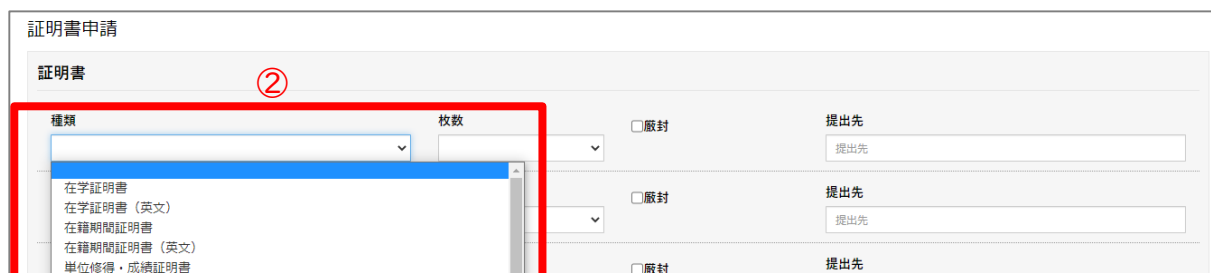 証明書申請
証明書
②
種類 枚数 厳封 提出先
提出先
在学証明書
在学証明書（英文）
在籍期間証明書
在籍期間証明書（英文）
単位修得・成績証明書
厳封 提出先
提出先
厳封 提出先